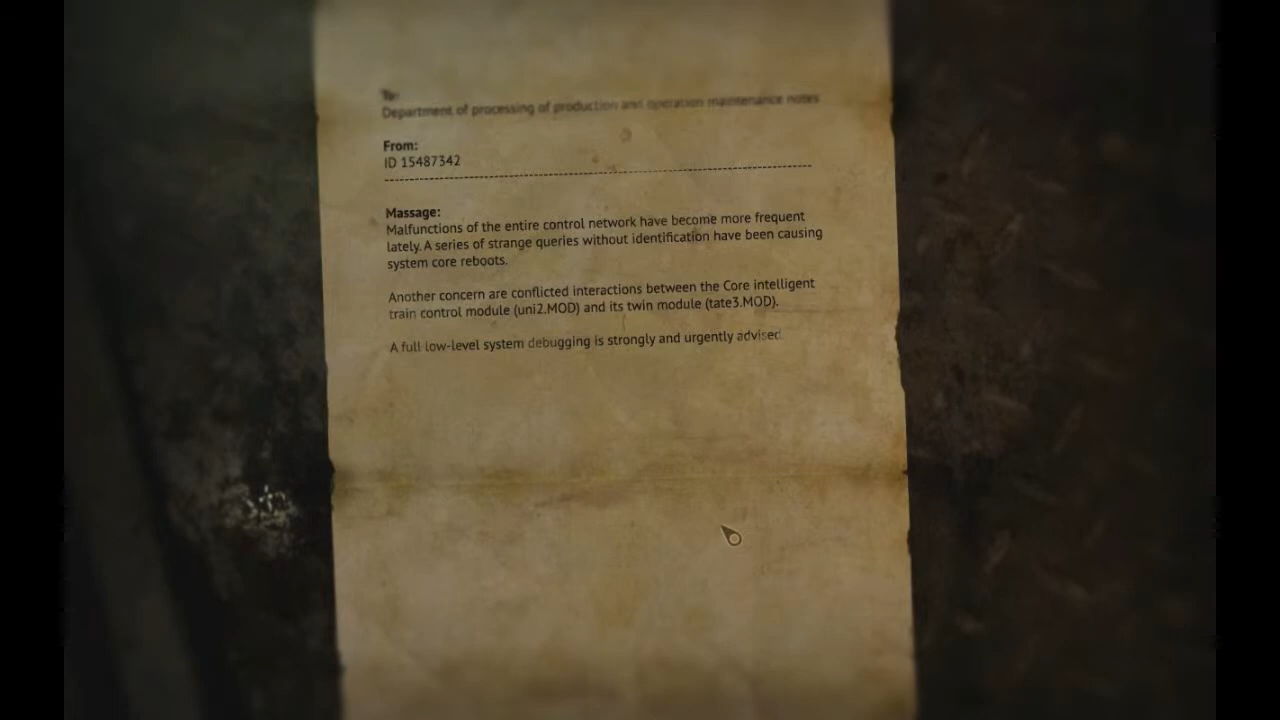 To:
Department of processing of production and operation maintenance notes
From:
ID 15487342
Massage:
Malfunctions of the entire control network have become more frequent
lately. A series of strange queries without identification have been causing
system core reboots.
Another concern are conflicted interactions between the Core intelligent
train control module (uni2.MOD) and its twin module (tate3.MOD).
A full low-level system debugging is strongly and urgently advised.